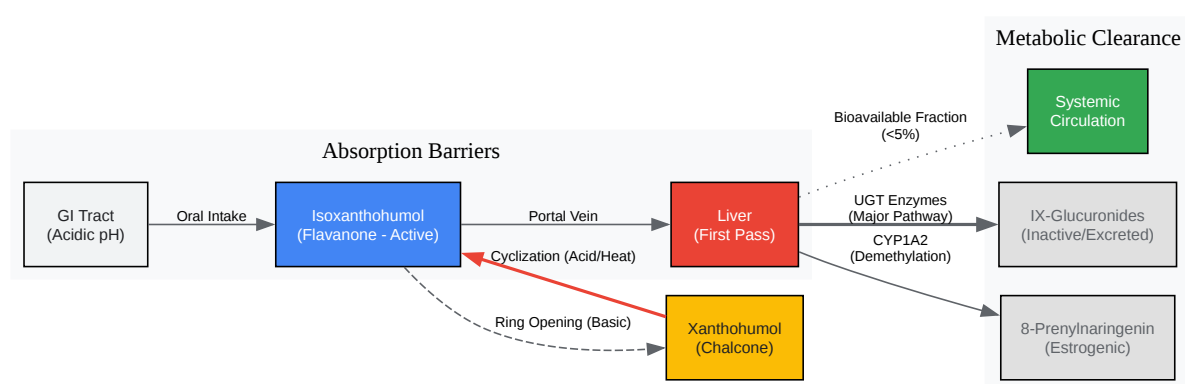 Metabolic Clearance
Systemic
Circulation
Bioavailable Fraction
(<5%)
Absorption Barriers
GI Tract
(Acidic pH)
Oral Intake
Isoxanthohumol
(Flavanone - Active)
Portal Vein
Liver
(First Pass)
UGT Enzymes
(Major Pathway)
IX-Glucuronides
(Inactive/Excreted)
CYP1A2
(Demethylation)
Cyclization (Acid/Heat)
Ring Opening (Basic)
Xanthohumol
(Chalcone)
8-Prenylnaringenin
(Estrogenic)